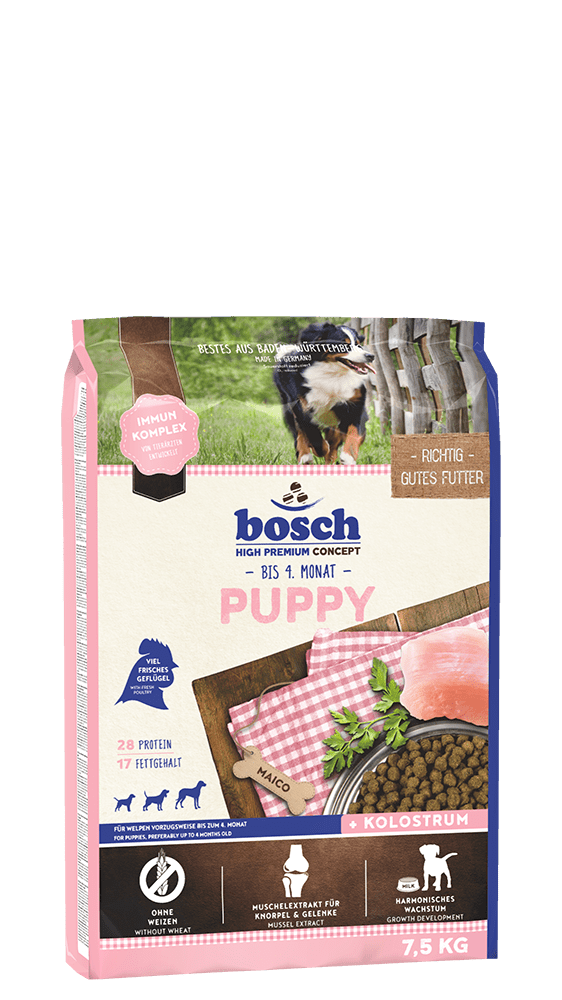 BESTES AUS BADEN-WÜRTTEMBERG
MADE IN GERMANY
IMMUN
KOMPLEX
VON TIERÄRZTEN
ENTWICKELT
- RICHTIG -
GUTES FUTTER
bosch
HIGH PREMIUM CONCEPT
- BIS 4. MONAT -
PUPPY
VIEL
FRISCHES
GEFLÜGEL
WITH FRESH
POULTRY
28 PROTEIN
17 FETTGEHALT
MAICO
+ KOLOSTRUM
FÜR WELPEN VORZUGSWEISE BIS ZUM 4. MONAT
FOR PUPPIES, PREFERABLY UP TO 4 MONTHS OLD
OHNE
WEIZEN
WITHOUT WHEAT
MUSCHELEXTRAKT FÜR
KNORPEL & GELENKE
MUSSEL EXTRACT
MILK
HARMONISCHES
WACHSTUM
GROWTH DEVELOPMENT
7,5 KG